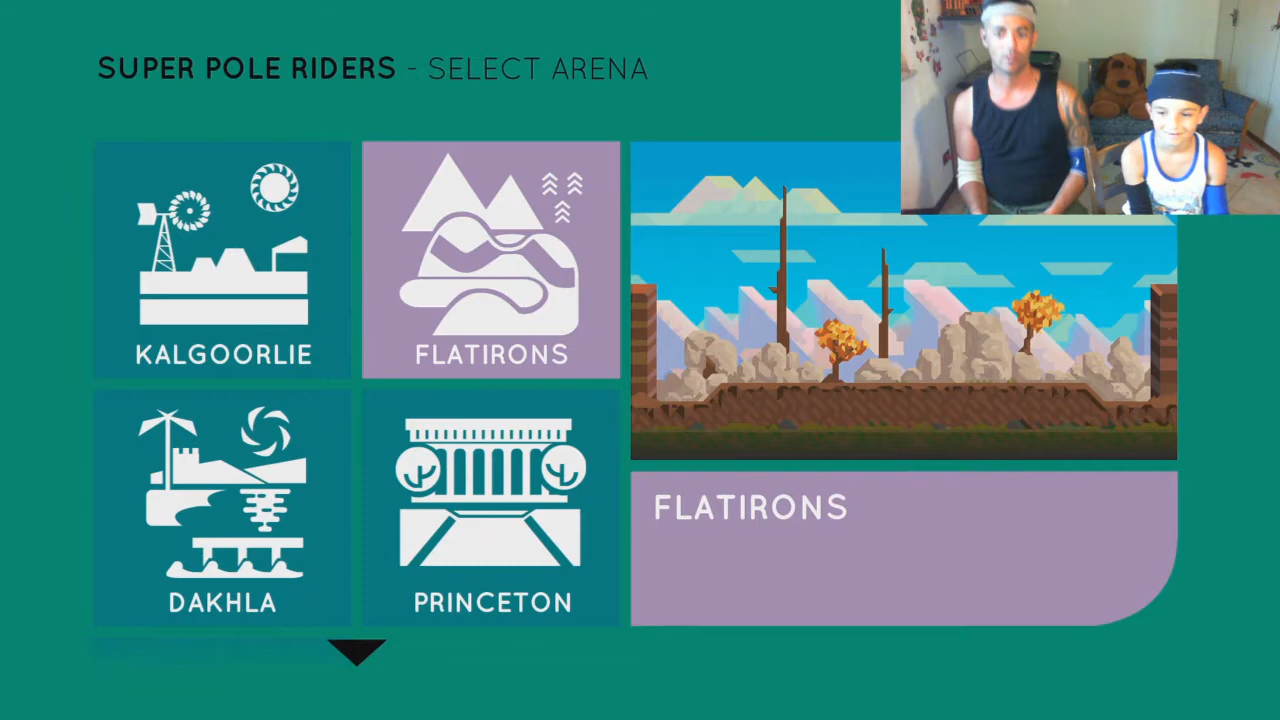 SUPER POLE RIDERS - SELECT ARENA
KALGOORLIE
FLATIRONS
DAKHLA
PRINCETON
FLATIRONS